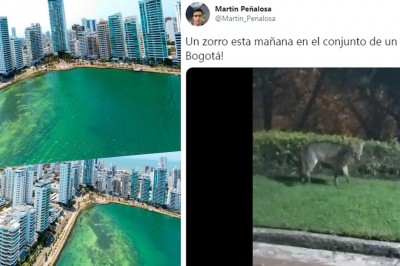 Martín Peñalosa
@Martin_Penalosa
Un zorro esta mañana en el conjunto de un
Bogotá!